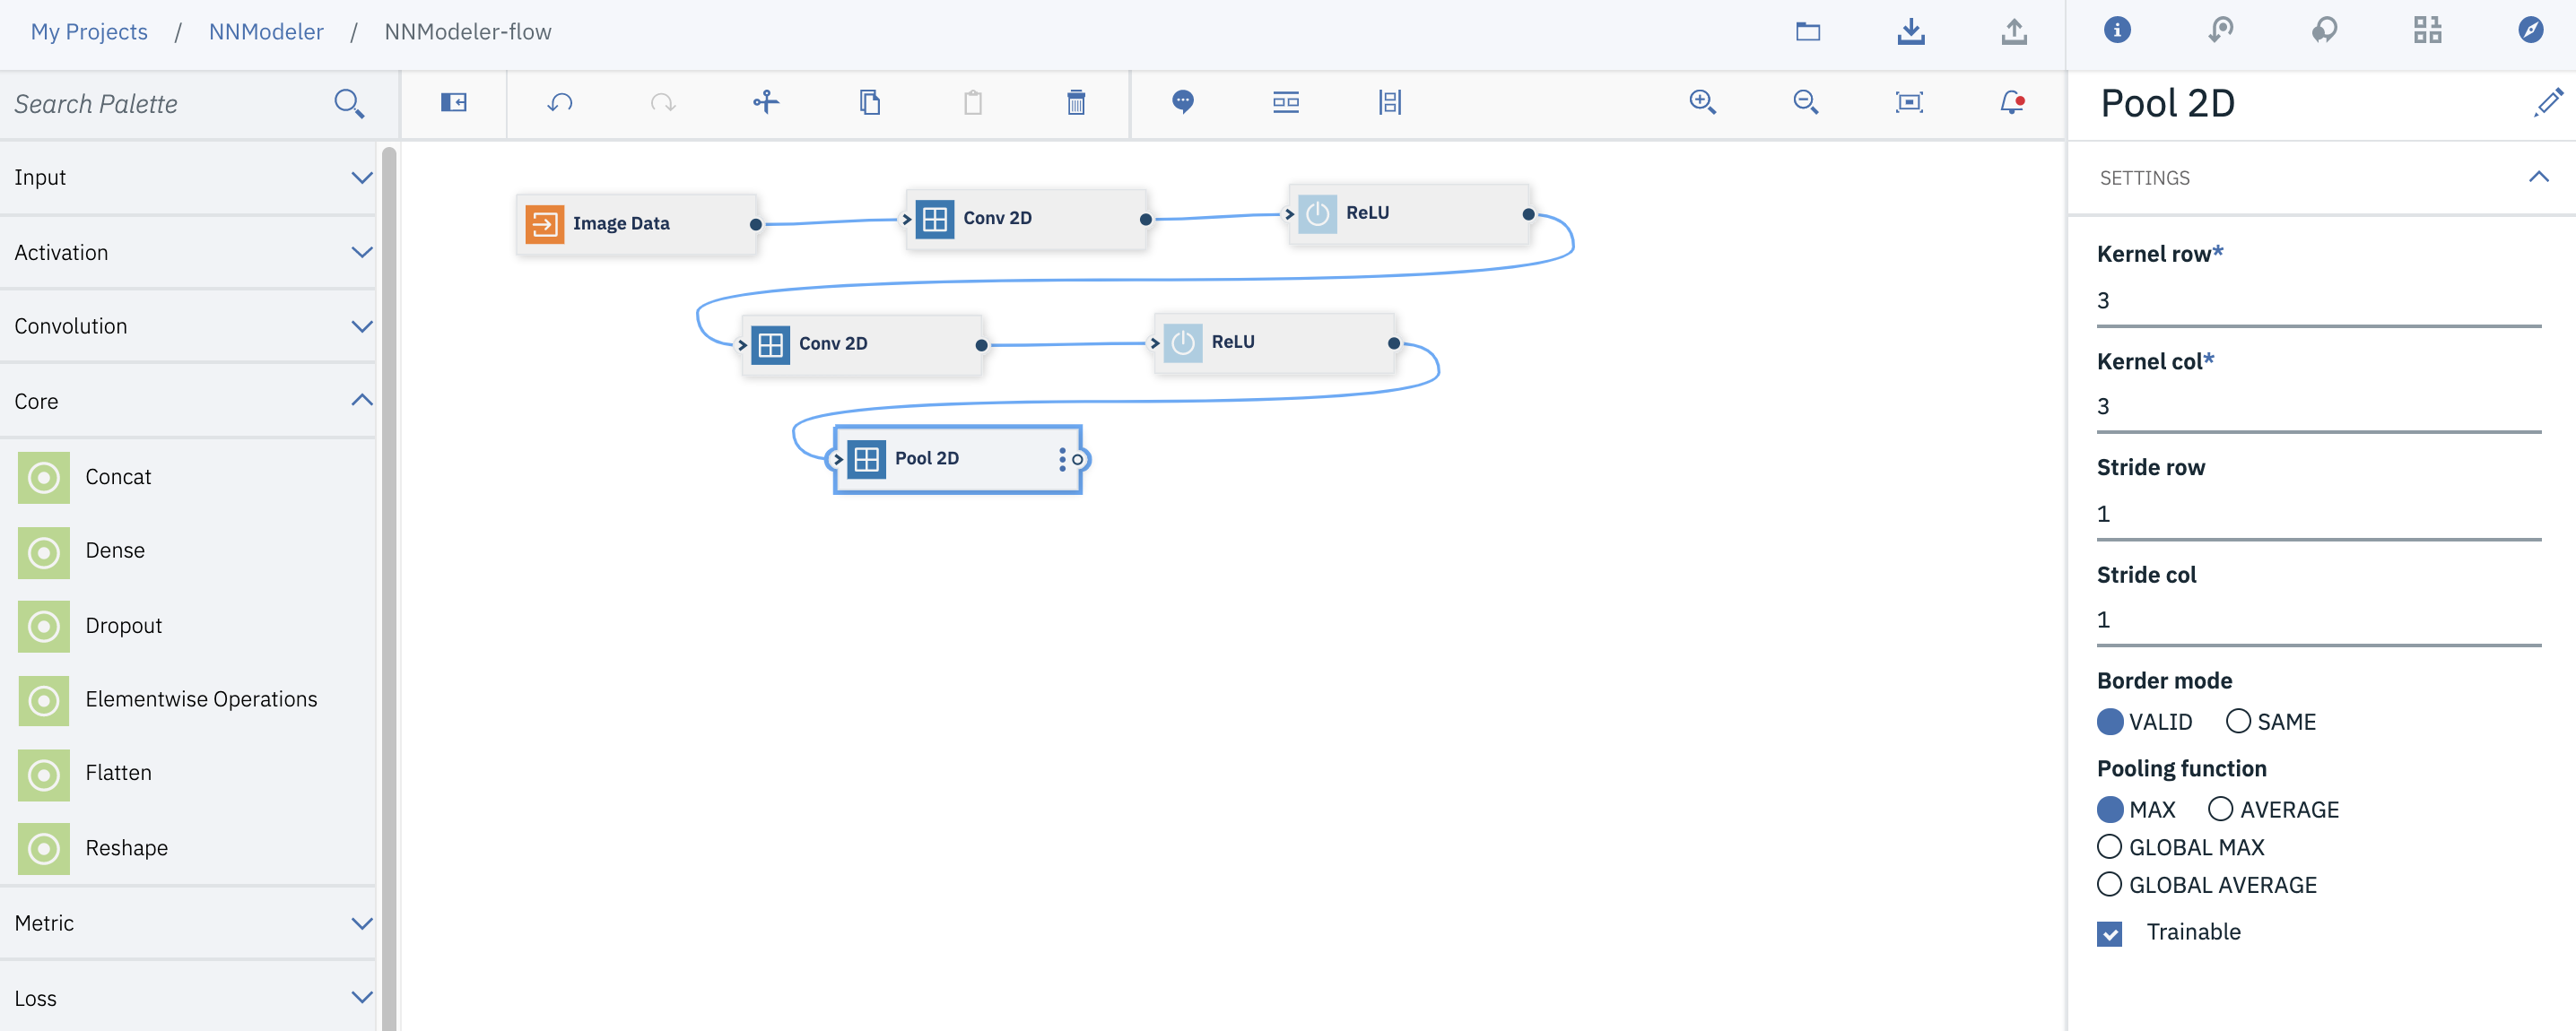 My Projects / NNModeler / NNModeler-flow
Search Palette
Input
Activation
Convolution
Core
Concat
Dense
Dropout
Elementwise Operations
Flatten
Reshape
Metric
Loss
Image Data
Conv 2D
ReLU
Conv 2D
ReLU
Pool 2D
Pool 2D
SETTINGS
Kernel row*
3
Kernel col*
3
Stride row
1
Stride col
1
Border mode
VALID SAME
Pooling function
MAX AVERAGE
GLOBAL MAX
GLOBAL AVERAGE
Trainable